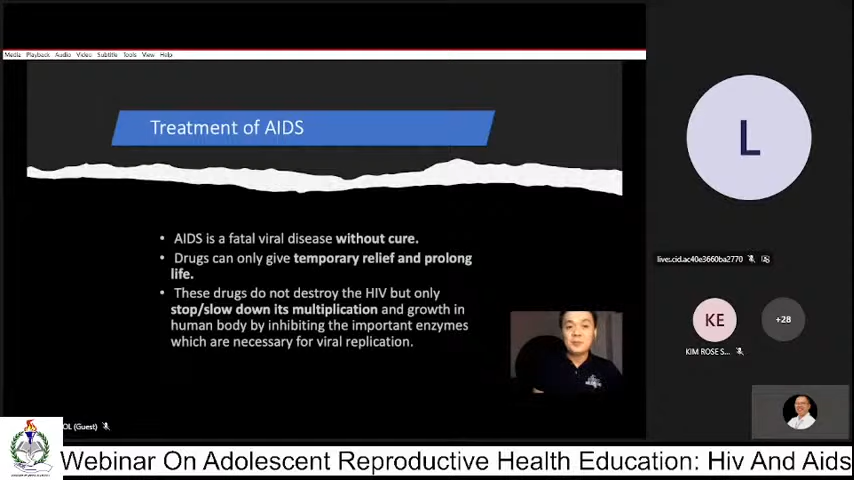 Media Playback Audio Video Subtitle Tools View Help
Treatment of AIDS
• AIDS is a fatal viral disease without cure.
• Drugs can only give temporary relief and prolong
life.
• These drugs do not destroy the HIV but only
stop/slow down its multiplication and growth in
human body by inhibiting the important enzymes
which are necessary for viral replication.
L
live:cid.ac40e3660ba2770
KE
+28
KIM ROSE S...
OL (Guest)
Webinar On Adolescent Reproductive Health Education: Hiv And Aids